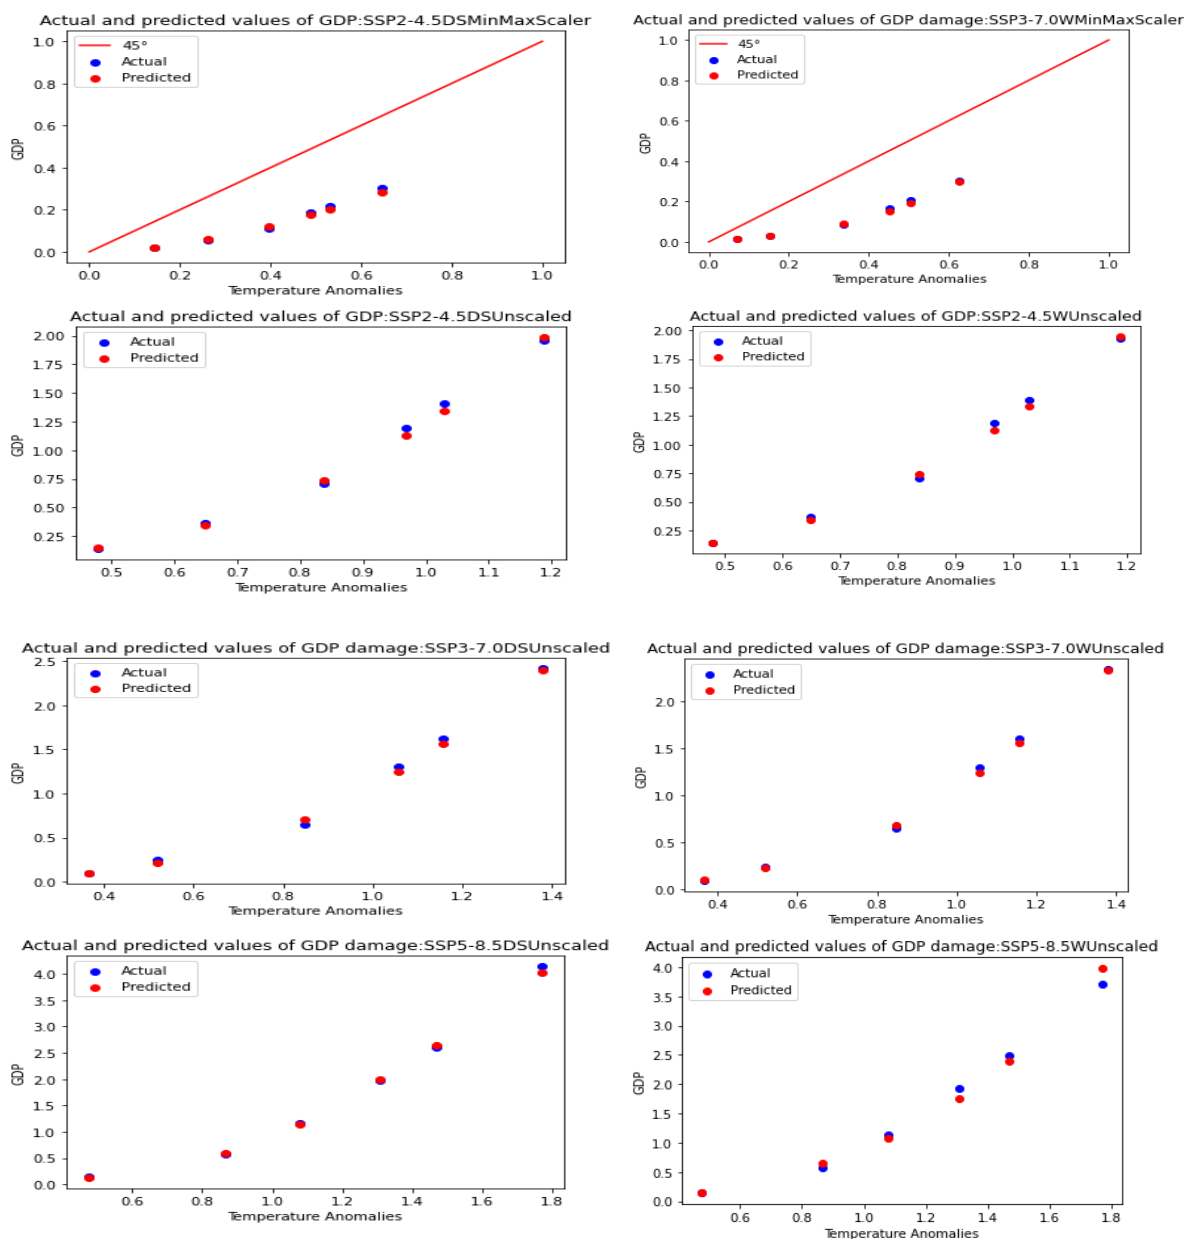 Actual and predicted values of GDP:SSP2-4.5DSMinMaxScaler
1.0
0.8
0.6
0.4
0.2
0.0
GDP
45°
Actual
Predicted
0.0 0.2 0.4 0.6 0.8 1.0
Temperature Anomalies
Actual and predicted values of GDP damage:SSP3-7.0WMinMaxScaler
1.0
0.8
0.6
0.4
0.2
0.0
GDP
45°
Actual
Predicted
0.0 0.2 0.4 0.6 0.8 1.0
Temperature Anomalies
Actual and predicted values of GDP:SSP2-4.5DSUnscaled
2.00
1.75
1.50
1.25
1.00
0.75
0.50
0.25
GDP
Actual
Predicted
0.5 0.6 0.7 0.8 0.9 1.0 1.1 1.2
Temperature Anomalies
Actual and predicted values of GDP:SSP2-4.5WUnscaled
2.00
1.75
1.50
1.25
1.00
0.75
0.50
0.25
GDP
Actual
Predicted
0.5 0.6 0.7 0.8 0.9 1.0 1.1 1.2
Temperature Anomalies
Actual and predicted values of GDP damage:SSP3-7.0DSUnscaled
2.5
2.0
1.5
1.0
0.5
0.0
GDP
Actual
Predicted
0.4 0.6 0.8 1.0 1.2 1.4
Temperature Anomalies
Actual and predicted values of GDP damage:SSP3-7.0WUnscaled
2.0
1.5
1.0
0.5
0.0
GDP
Actual
Predicted
0.4 0.6 0.8 1.0 1.2 1.4
Temperature Anomalies
Actual and predicted values of GDP damage:SSP5-8.5DSUnscaled
4.0
3.5
3.0
2.5
2.0
1.5
1.0
0.5
0.0
GDP
Actual
Predicted
0.6 0.8 1.0 1.2 1.4 1.6 1.8
Temperature Anomalies
Actual and predicted values of GDP damage:SSP5-8.5WUnscaled
4.0
3.5
3.0
2.5
2.0
1.5
1.0
0.5
0.0
GDP
Actual
Predicted
0.6 0.8 1.0 1.2 1.4 1.6 1.8
Temperature Anomalies